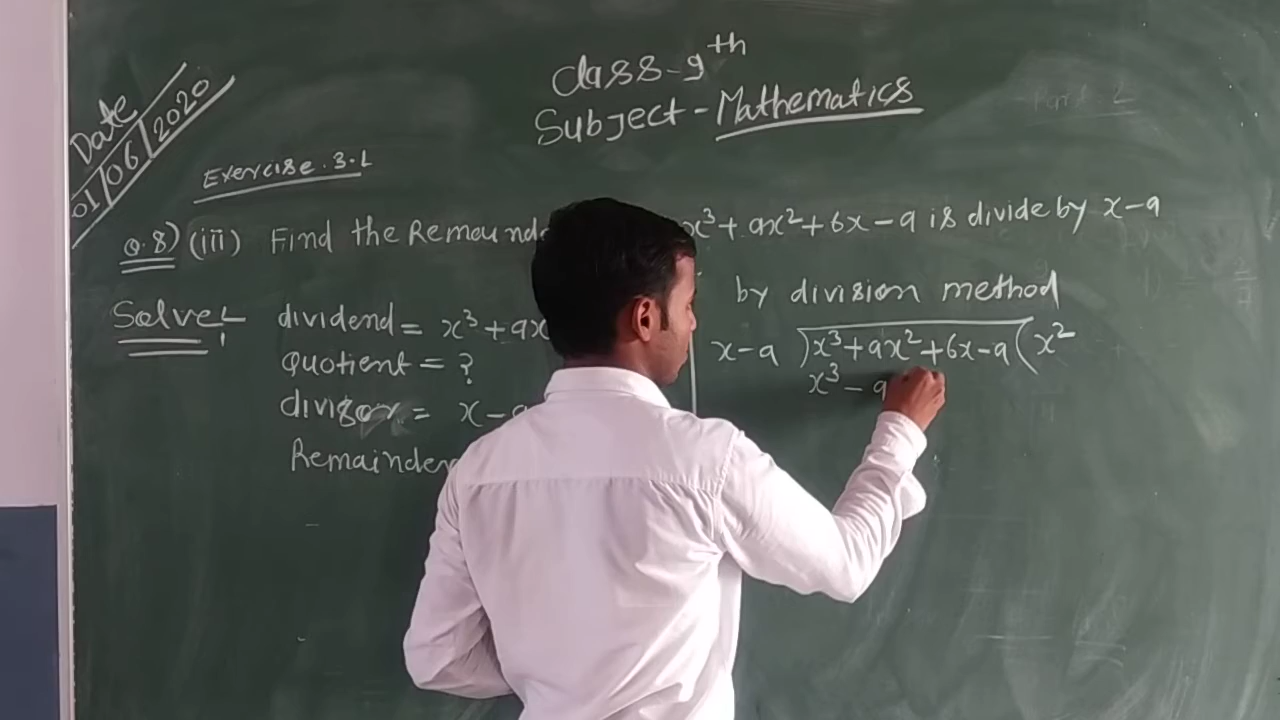 Date
01/06/2020
Class-9th
Subject - Mathematics
Exercise. 3.1
Q.8) (iii) Find the Remainde x³ + ax² + 6x - a is divide by x - a
Solve:- dividend = x³ + ax
quotient = ?
divisor = x - a
Remainder
by division method
x - a ) x³ + ax² + 6x - a ( x²
x³ - a